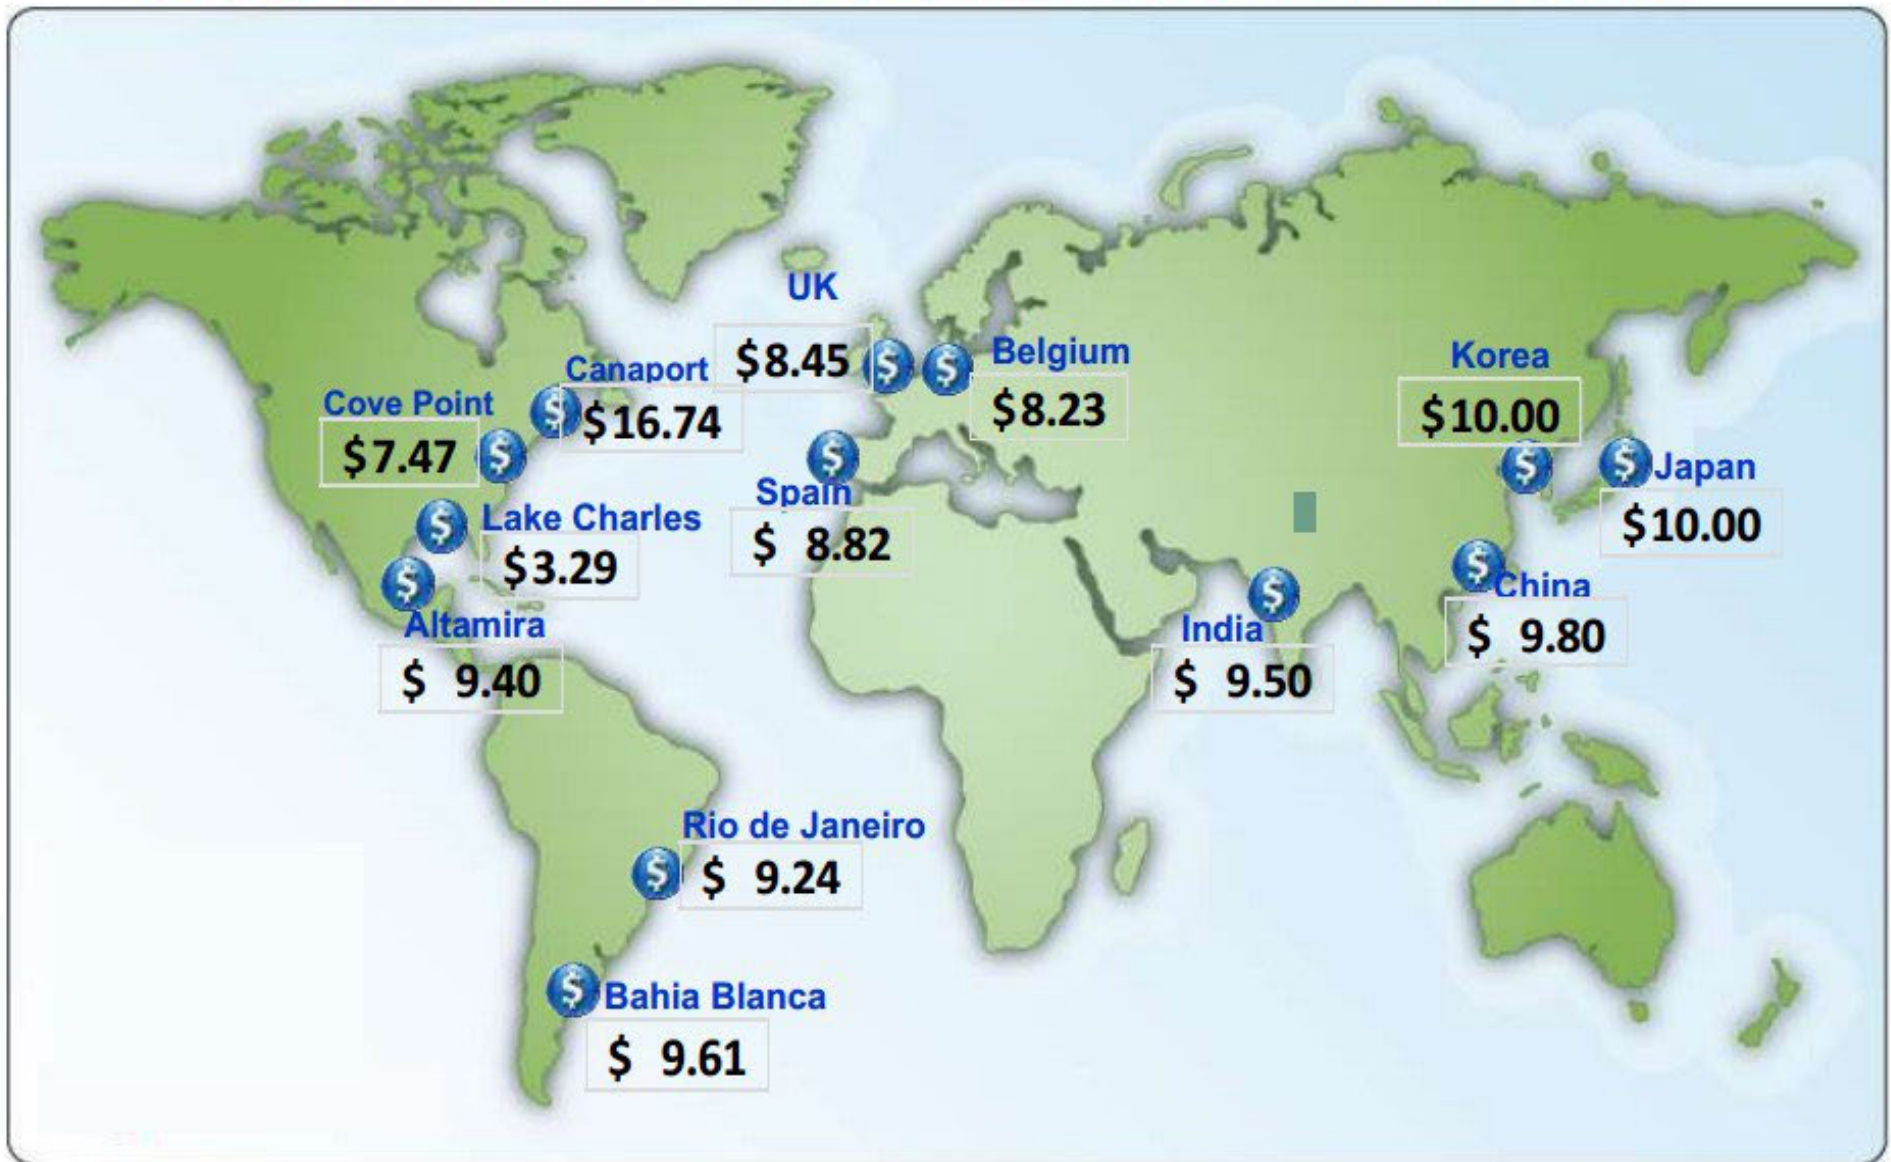 UK
$8.45
Belgium
$8.23
Canaport
$16.74
Cove Point
$7.47
Korea
$10.00
Japan
$10.00
Spain
$ 8.82
Lake Charles
$3.29
China
$ 9.80
Altamira
$ 9.40
India
$ 9.50
Rio de Janeiro
$ 9.24
Bahia Blanca
$ 9.61